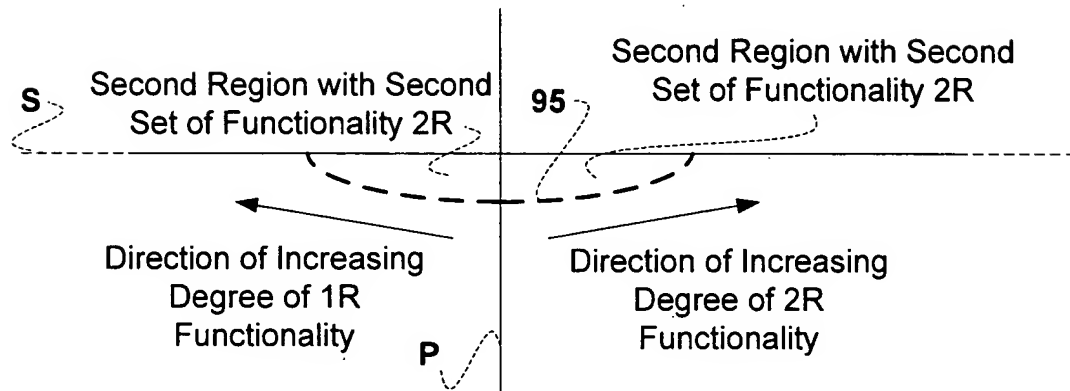 Second Region with Second
Set of Functionality 2R
S
95
Second Region with Second
Set of Functionality 2R
Direction of Increasing
Degree of 1R
Functionality
Direction of Increasing
Degree of 2R
Functionality
P